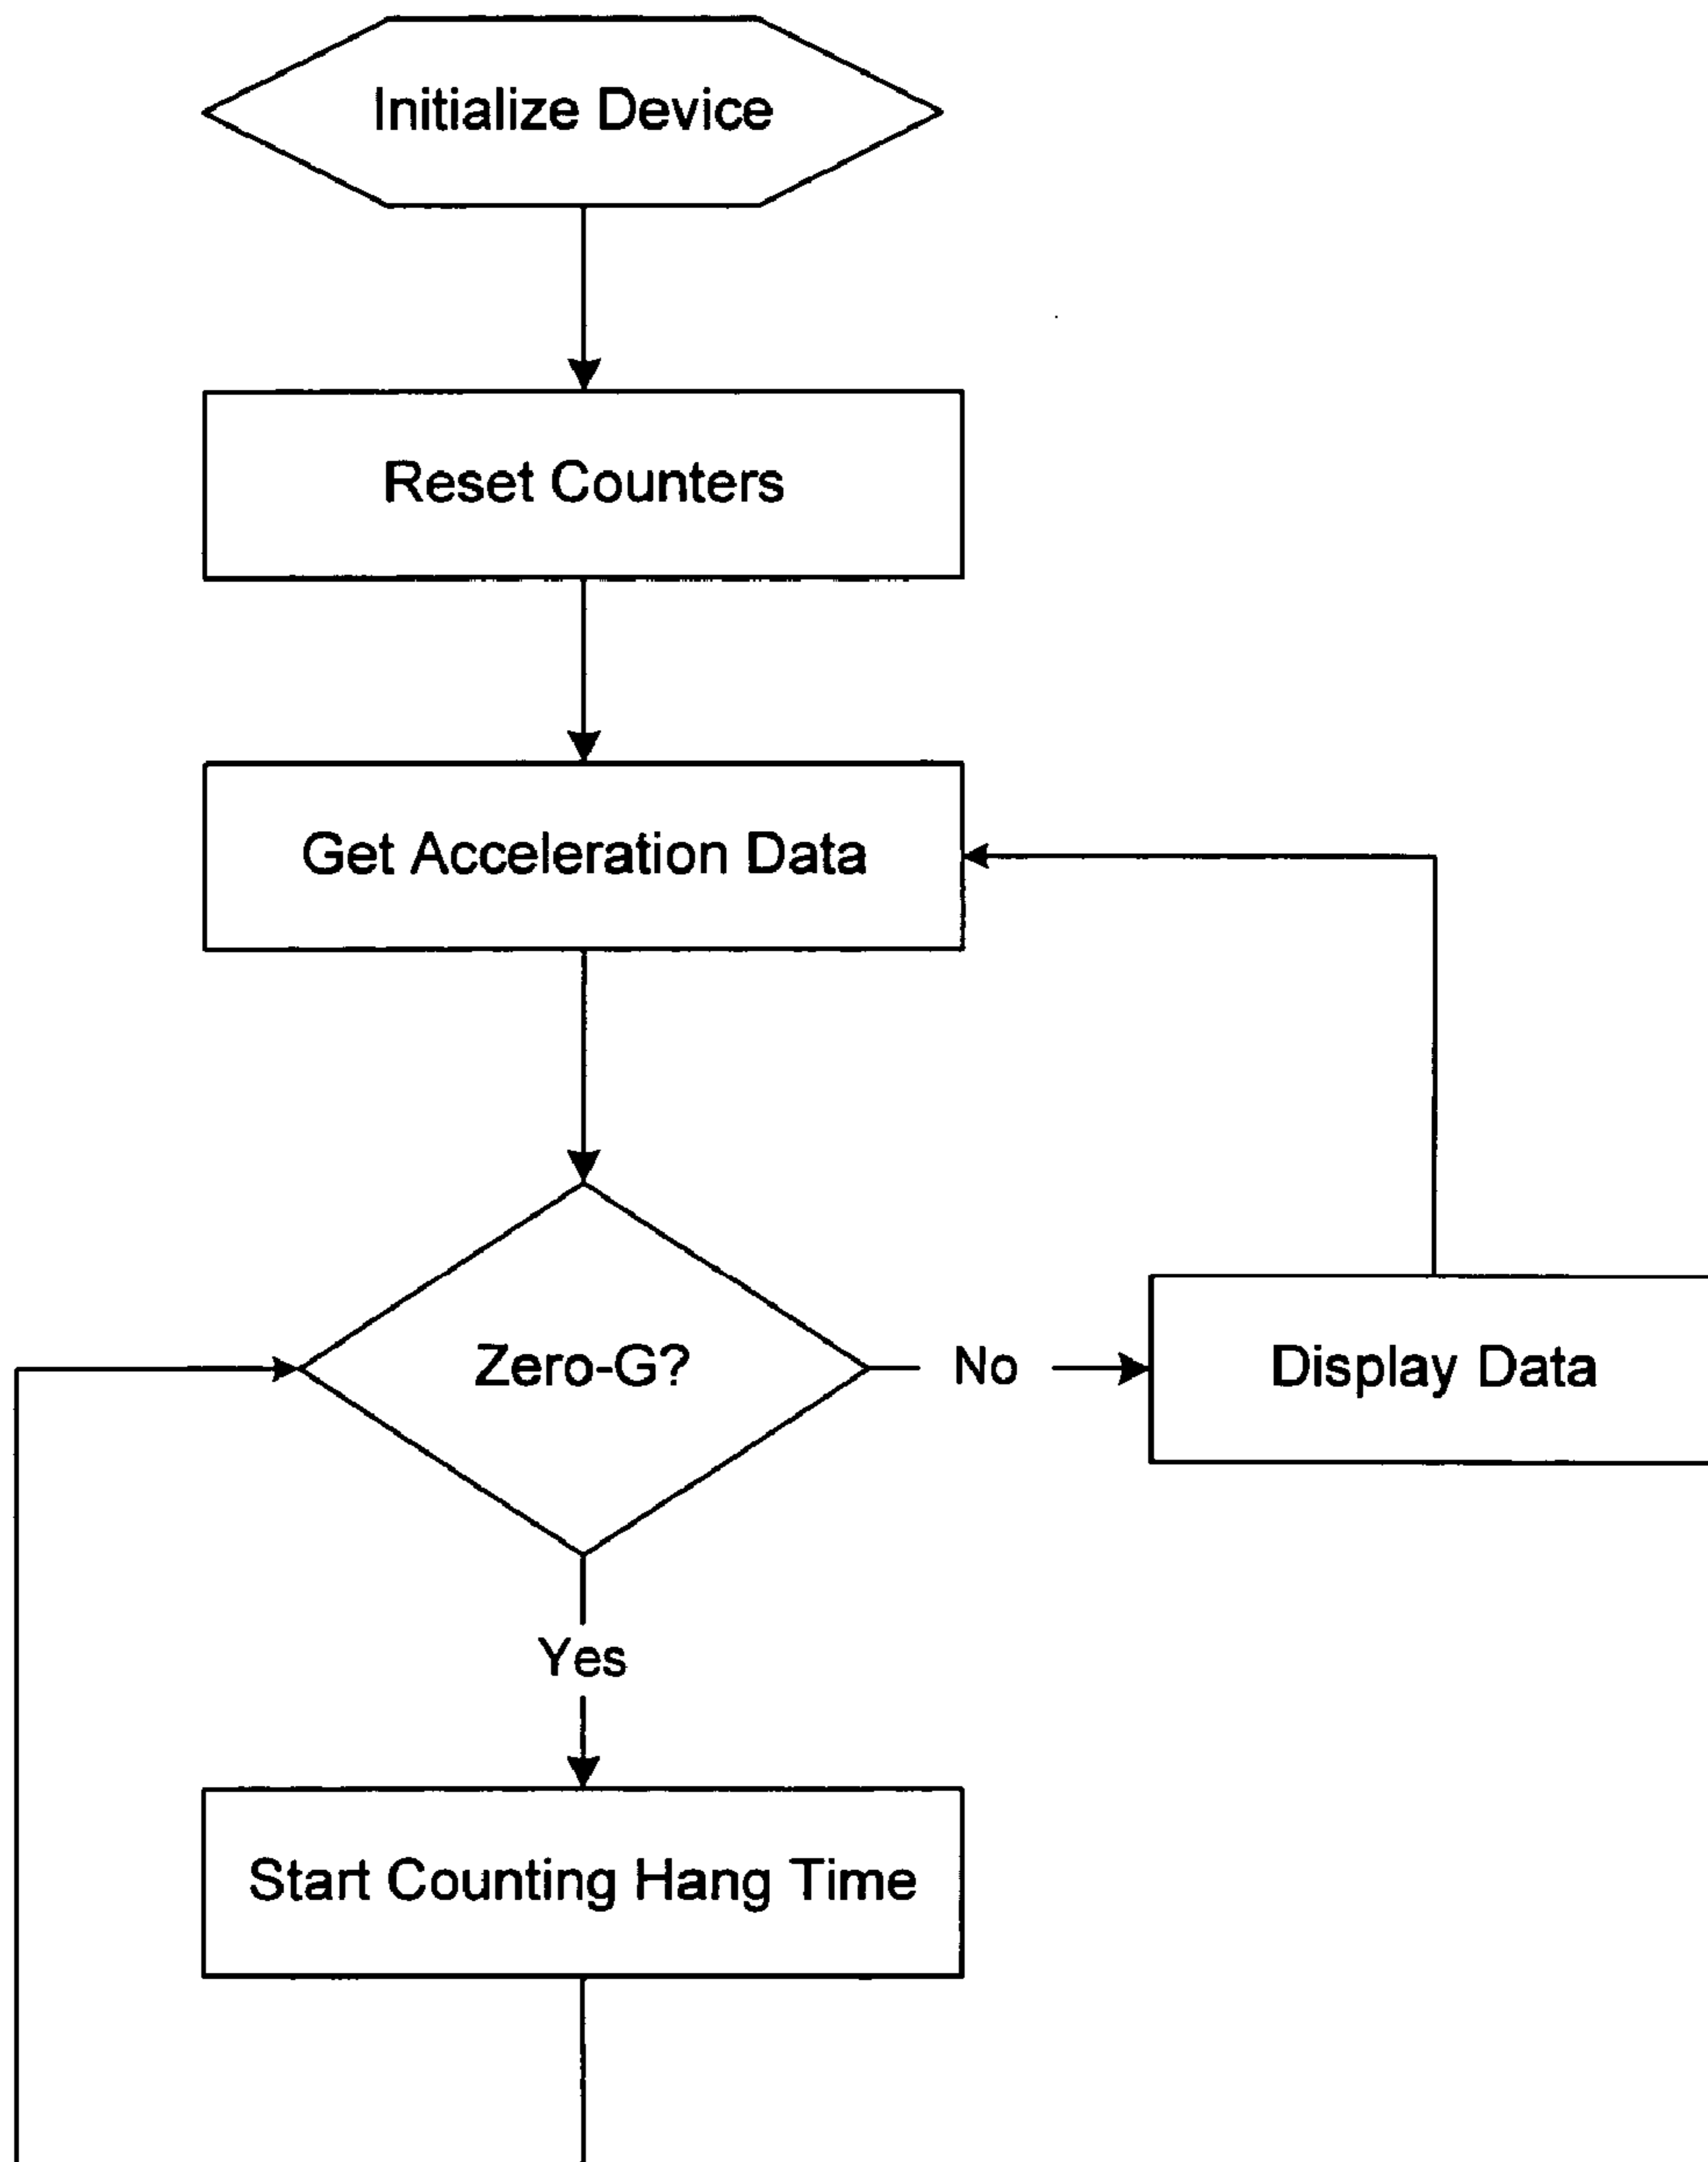 Initialize Device
Reset Counters
Get Acceleration Data
Zero-G?
No
Display Data
Yes
Start Counting Hang Time